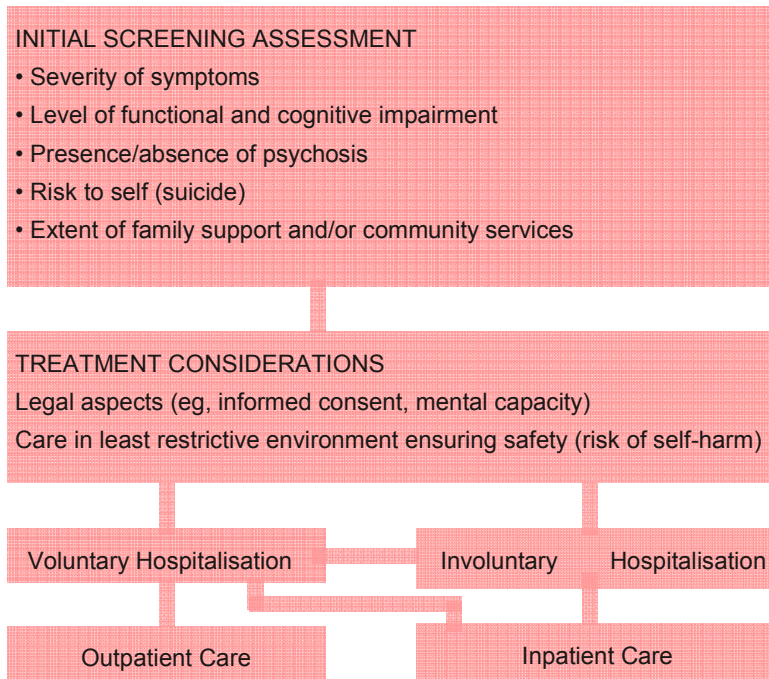 INITIAL SCREENING ASSESSMENT
• Severity of symptoms
• Level of functional and cognitive impairment
• Presence/absence of psychosis
• Risk to self (suicide)
• Extent of family support and/or community services
TREATMENT CONSIDERATIONS
Legal aspects (eg, informed consent, mental capacity)
Care in least restrictive environment ensuring safety (risk of self-harm)
Voluntary Hospitalisation
Involuntary Hospitalisation
Outpatient Care
Inpatient Care